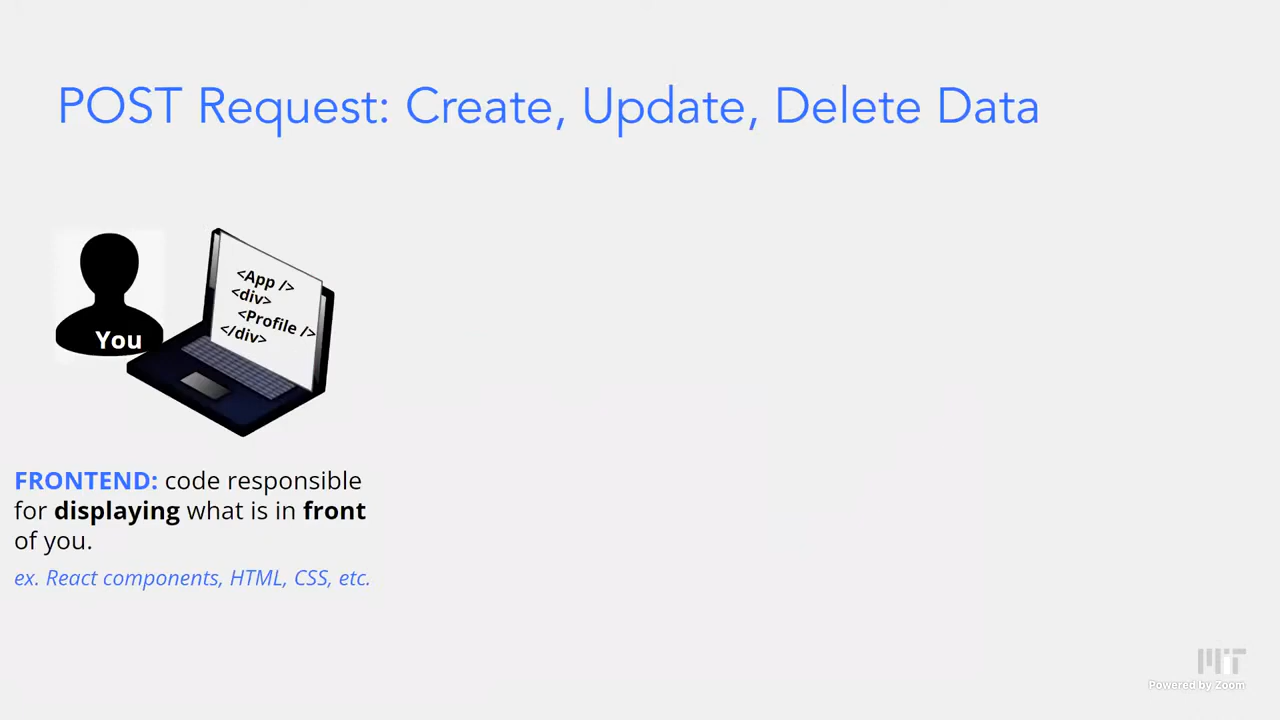 POST Request: Create, Update, Delete Data
<App />
<div>
<Profile />
</div>
You
FRONTEND: code responsible
for displaying what is in front
of you.
ex. React components, HTML, CSS, etc.
MIT
Powered by Zoom